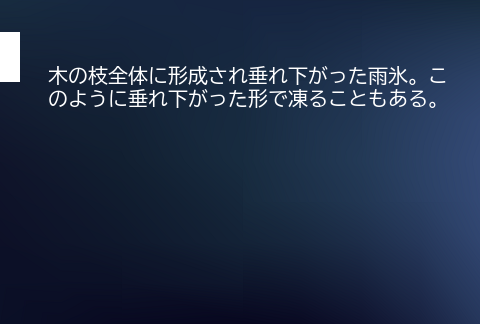 木の枝全体に形成され垂れ下がった雨氷。こ
のように垂れ下がった形で凍ることもある。